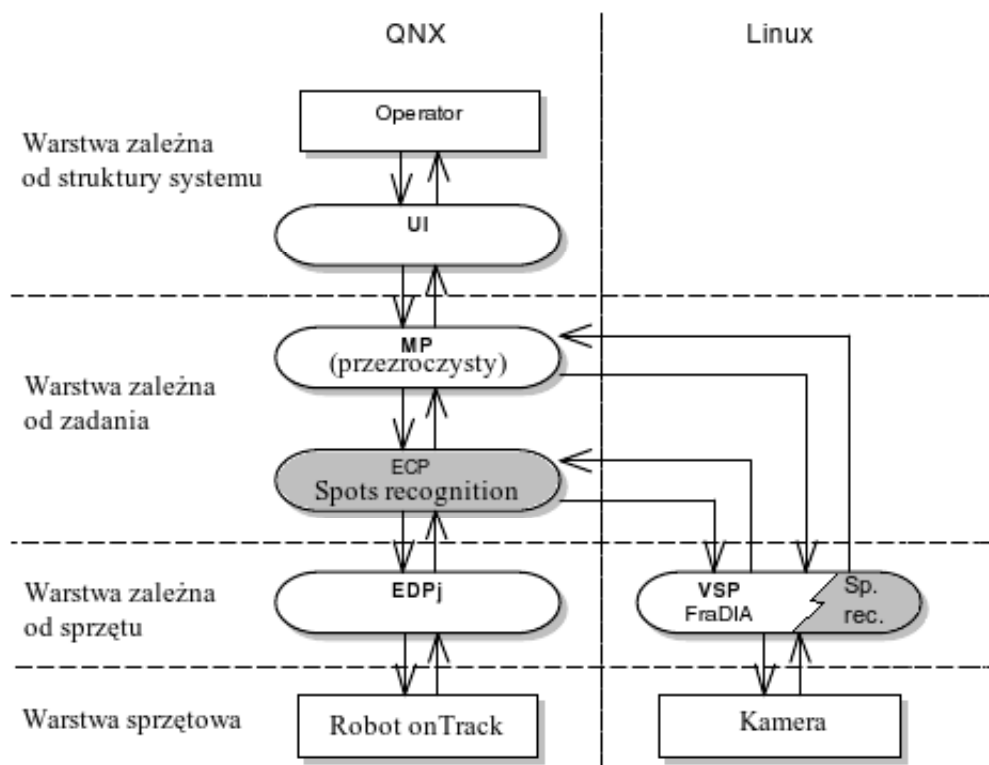 QNX
Linux
Operator
Warstwa zależna
od struktury systemu
UI
MP
(przezroczysty)
Warstwa zależna
od zadania
ECP
Spots recognition
Warstwa zależna
od sprzętu
EDPj
VSP
FraDIA
Sp.
rec.
Warstwa sprzętowa
Robot onTrack
Kamera